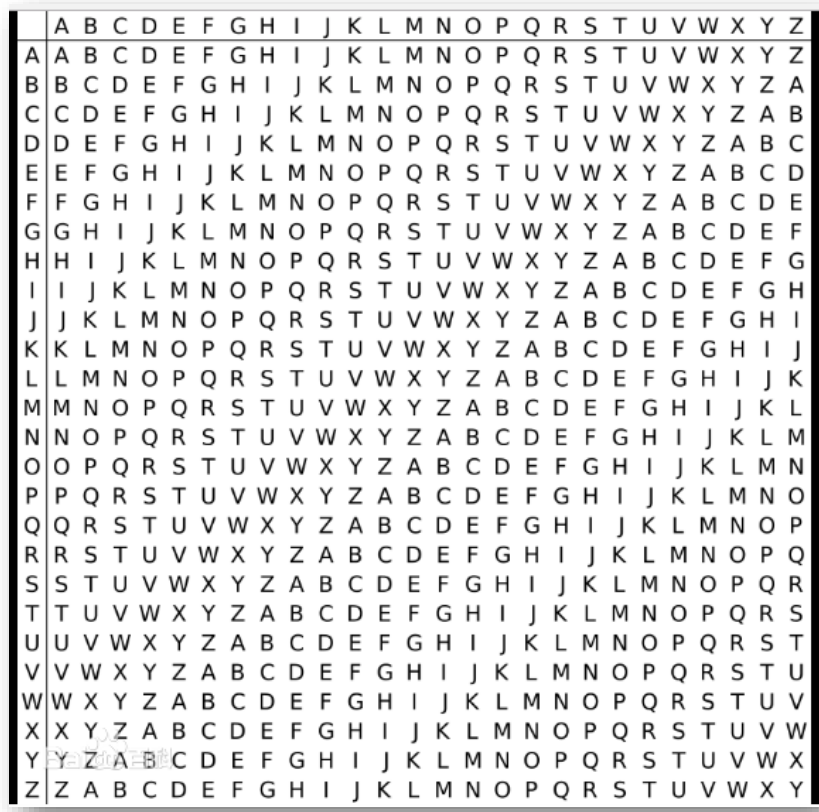 A B C D E F G H I J K L M N O P Q R S T U V W X Y Z
A A B C D E F G H I J K L M N O P Q R S T U V W X Y Z
B B C D E F G H I J K L M N O P Q R S T U V W X Y Z A
C C D E F G H I J K L M N O P Q R S T U V W X Y Z A B
D D E F G H I J K L M N O P Q R S T U V W X Y Z A B C
E E F G H I J K L M N O P Q R S T U V W X Y Z A B C D
F F G H I J K L M N O P Q R S T U V W X Y Z A B C D E
G G H I J K L M N O P Q R S T U V W X Y Z A B C D E F
H H I J K L M N O P Q R S T U V W X Y Z A B C D E F G
I I J K L M N O P Q R S T U V W X Y Z A B C D E F G H
J J K L M N O P Q R S T U V W X Y Z A B C D E F G H I
K K L M N O P Q R S T U V W X Y Z A B C D E F G H I J
L L M N O P Q R S T U V W X Y Z A B C D E F G H I J K
M M N O P Q R S T U V W X Y Z A B C D E F G H I J K L
N N O P Q R S T U V W X Y Z A B C D E F G H I J K L M
O O P Q R S T U V W X Y Z A B C D E F G H I J K L M N
P P Q R S T U V W X Y Z A B C D E F G H I J K L M N O
Q Q R S T U V W X Y Z A B C D E F G H I J K L M N O P
R R S T U V W X Y Z A B C D E F G H I J K L M N O P Q
S S T U V W X Y Z A B C D E F G H I J K L M N O P Q R
T T U V W X Y Z A B C D E F G H I J K L M N O P Q R S
U U V W X Y Z A B C D E F G H I J K L M N O P Q R S T
V V W X Y Z A B C D E F G H I J K L M N O P Q R S T U
W W X Y Z A B C D E F G H I J K L M N O P Q R S T U V
X X Y Z A B C D E F G H I J K L M N O P Q R S T U V W
Y Y Z A B C D E F G H I J K L M N O P Q R S T U V W X
Z Z A B C D E F G H I J K L M N O P Q R S T U V W X Y
Bai百科